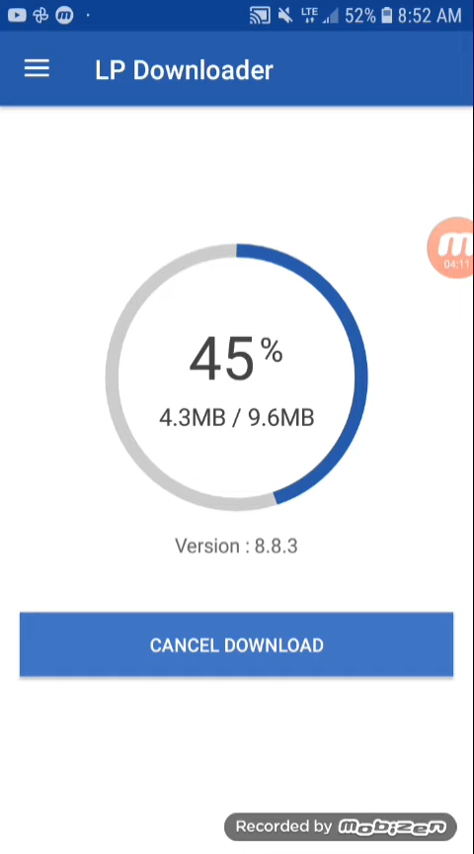 LTE 52% 8:52 AM
LP Downloader
m
04:11
45%
4.3MB / 9.6MB
Version : 8.8.3
CANCEL DOWNLOAD
Recorded by mobizen